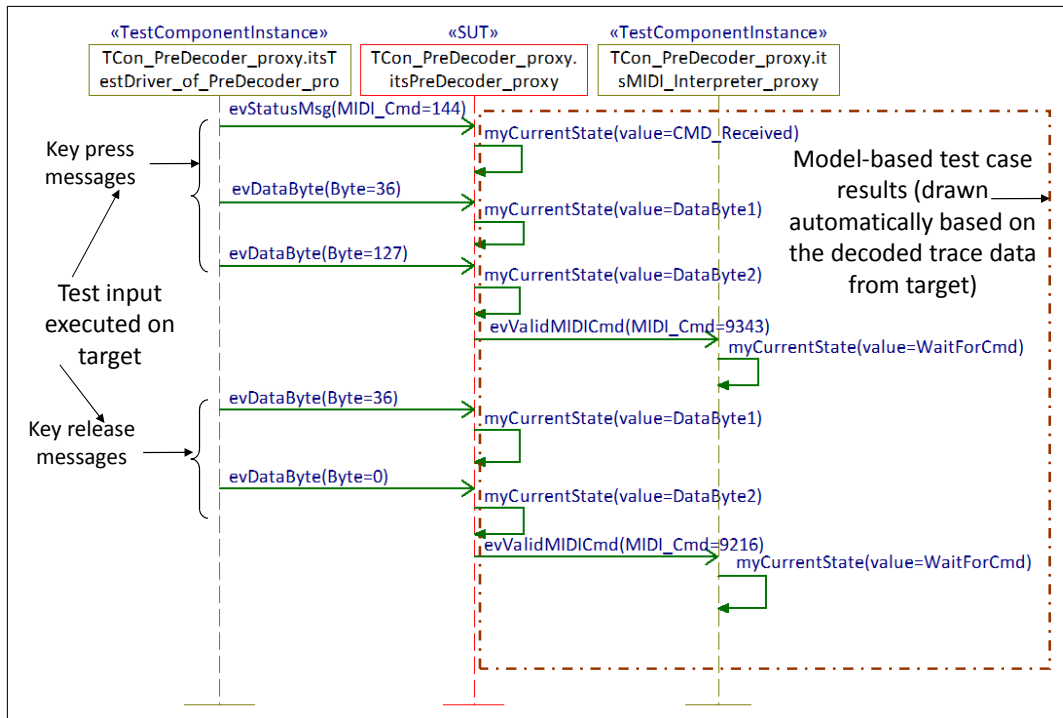 «TestComponentInstance»
TCon_PreDecoder_proxy.itsT
estDriver_of_PreDecoder_pro
«SUT»
TCon_PreDecoder_proxy.
itsPreDecoder_proxy
«TestComponentInstance»
TCon_PreDecoder_proxy.it
sMIDI_Interpreter_proxy
evStatusMsg(MIDI_Cmd=144)
myCurrentState(value=CMD_Received)
Key press
messages
evDataByte(Byte=36)
myCurrentState(value=DataByte1)
evDataByte(Byte=127)
myCurrentState(value=DataByte2)
Model-based test case
results (drawn
automatically based on
the decoded trace data
from target)
Test input
executed on
target
evValidMIDICmd(MIDI_Cmd=9343)
myCurrentState(value=WaitForCmd)
evDataByte(Byte=36)
myCurrentState(value=DataByte1)
Key release
messages
evDataByte(Byte=0)
myCurrentState(value=DataByte2)
evValidMIDICmd(MIDI_Cmd=9216)
myCurrentState(value=WaitForCmd)